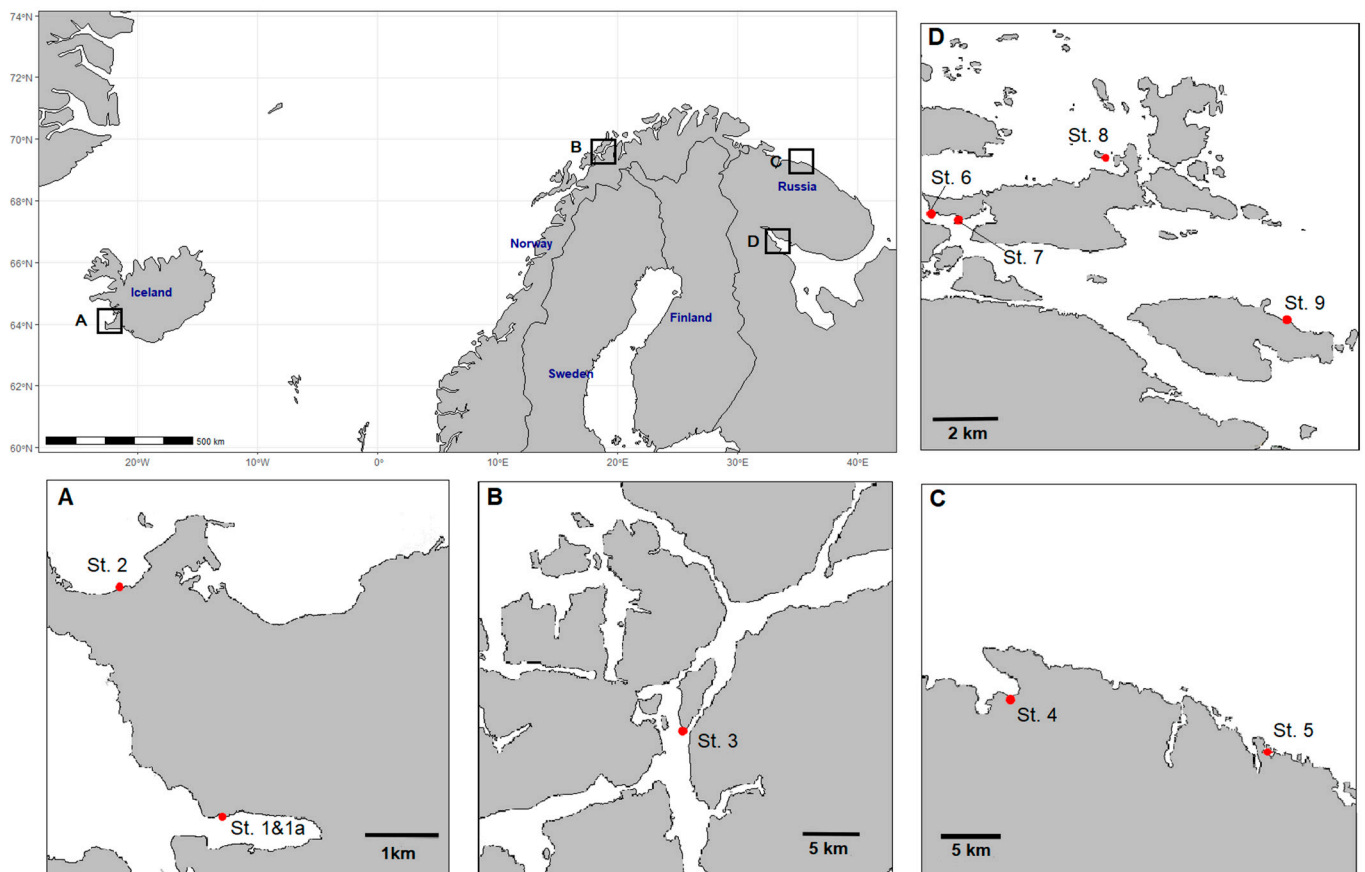 74°N
72°N
70°N
68°N
66°N
64°N
62°N
60°N
20°W
10°W
0°
10°E
20°E
30°E
40°E
A
Iceland
B
Norway
Sweden
Finland
C
Russia
D
500 km
D
St. 8
St. 6
St. 7
St. 9
2 km
A
St. 2
St. 1&1a
1km
B
St. 3
5 km
C
St. 4
St. 5
5 km